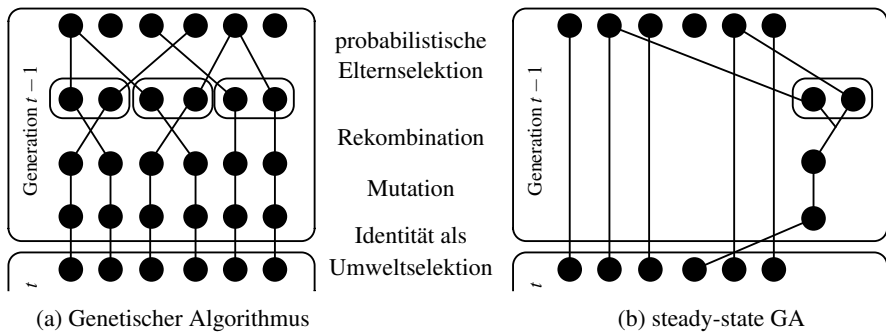 Generation t − 1
t
(a) Genetischer Algorithmus
probabilistische
Elternselektion
Rekombination
Mutation
Identität als
Umweltselektion
Generation t − 1
t
(b) steady-state GA